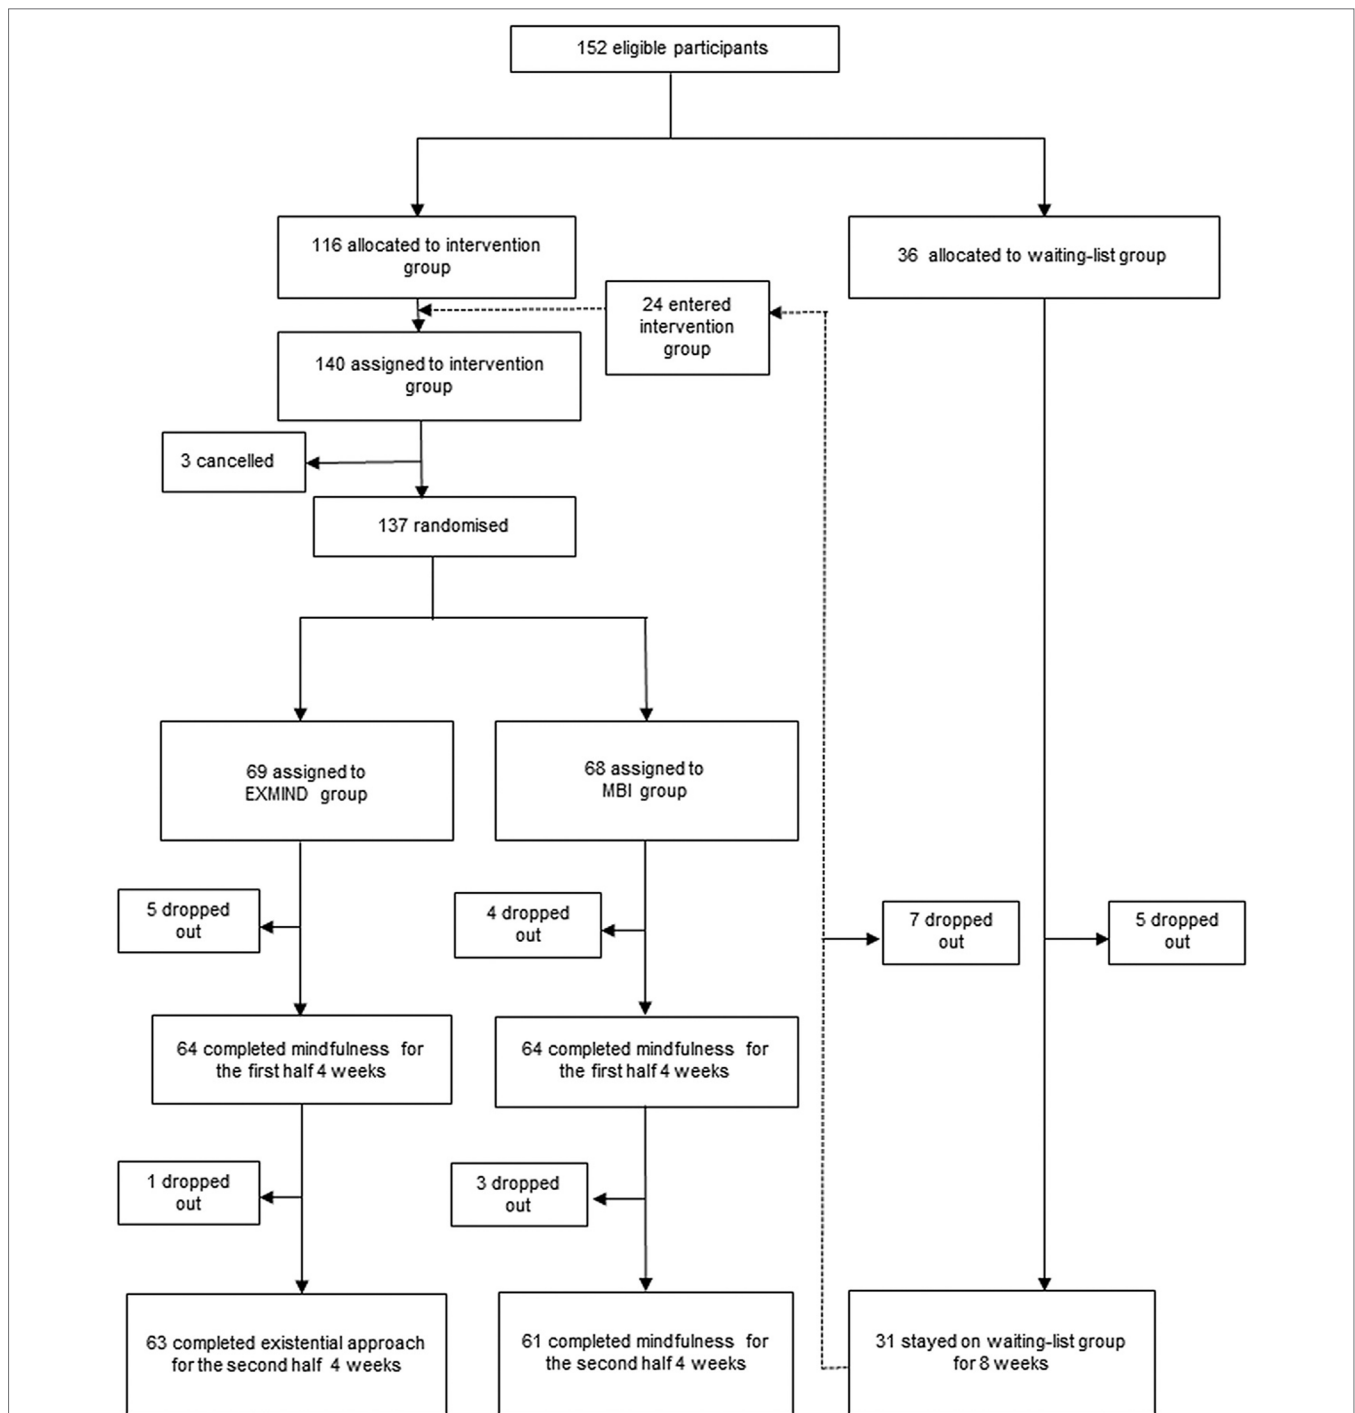 152 eligible participants
116 allocated to intervention
group
36 allocated to waiting-list group
24 entered
intervention
group
140 assigned to intervention
group
3 cancelled
137 randomised
69 assigned to
EXMIND group
68 assigned to
MBI group
5 dropped
out
4 dropped
out
7 dropped
out
5 dropped
out
64 completed mindfulness for
the first half 4 weeks
64 completed mindfulness for
the first half 4 weeks
1 dropped
out
3 dropped
out
63 completed existential approach
for the second half 4 weeks
61 completed mindfulness for
the second half 4 weeks
31 stayed on waiting-list group
for 8 weeks